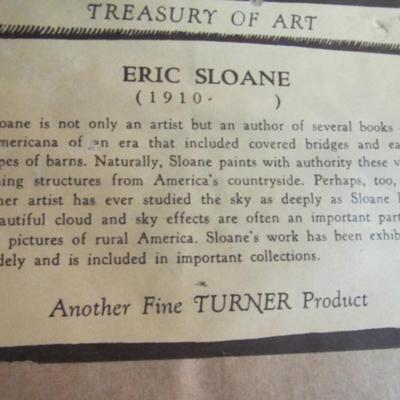 TREASURY OF ART
ERIC SLOANE
(1910- )
loane is not only an artist but an author of several books
mericana of an era that included covered bridges and ea
pes of barns. Naturally, Sloane paints with authority these v
ning structures from America's countryside. Perhaps, too,
her artist has ever studied the sky as deeply as Sloane
eautiful cloud and sky effects are often an important part
pictures of rural America. Sloane's work has been exhib
dely and is included in important collections.
Another Fine TURNER Product